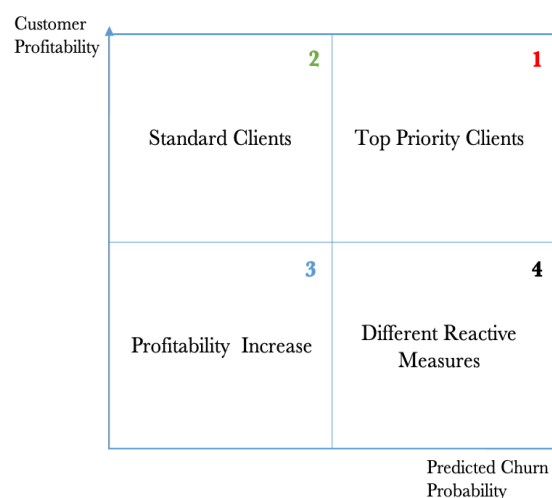 Customer
Profitability
2
1
Standard Clients
Top Priority Clients
3
4
Profitability Increase
Different Reactive
Measures
Predicted Churn
Probability